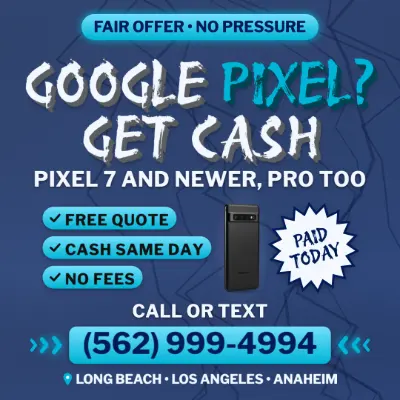 FAIR OFFER • NO PRESSURE
GOOGLE PIXEL?
GET CASH
PIXEL 7 AND NEWER, PRO TOO
FREE QUOTE
CASH SAME DAY
NO FEES
PAID
TODAY
CALL OR TEXT
(562) 999-4994
LONG BEACH • LOS ANGELES • ANAHEIM